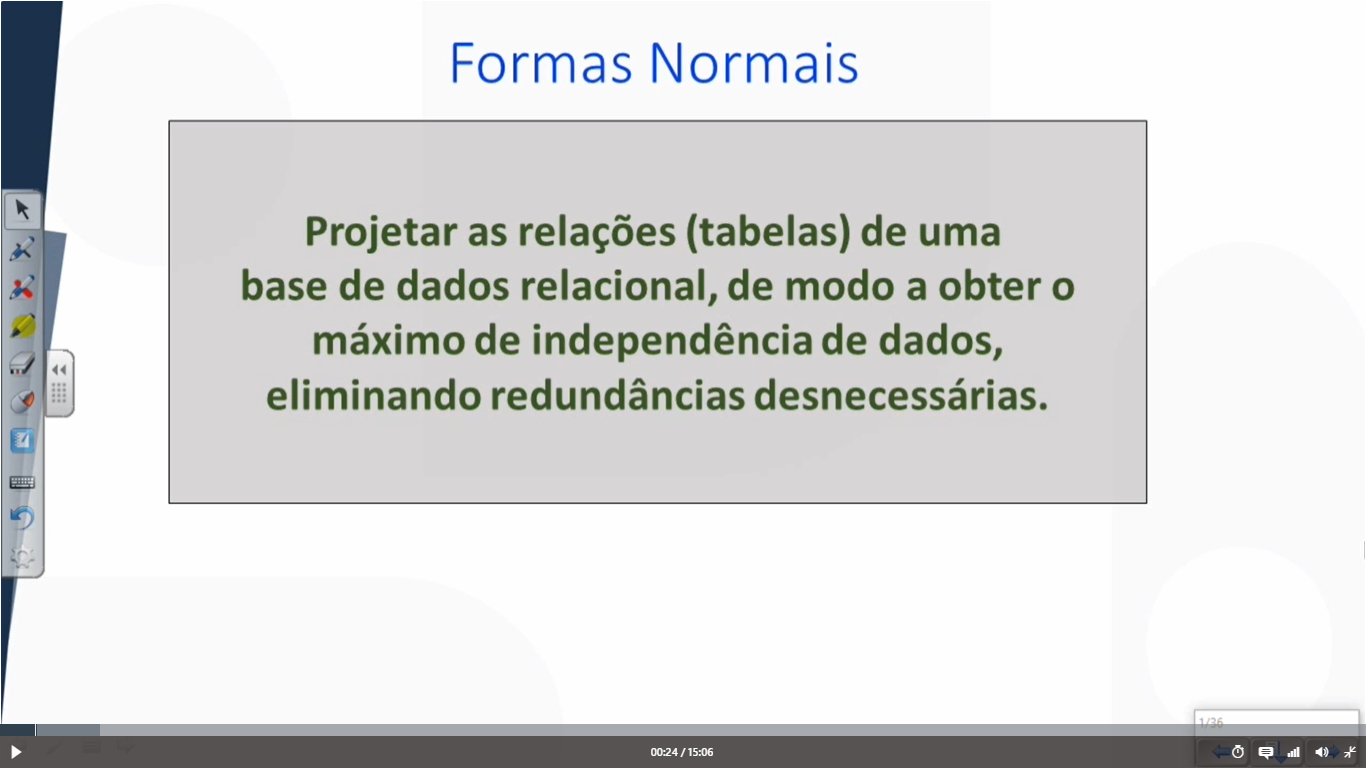 Formas Normais
Projetar as relações (tabelas) de uma
base de dados relacional, de modo a obter o
máximo de independência de dados,
eliminando redundâncias desnecessárias.
1/36
00:24 / 15:06